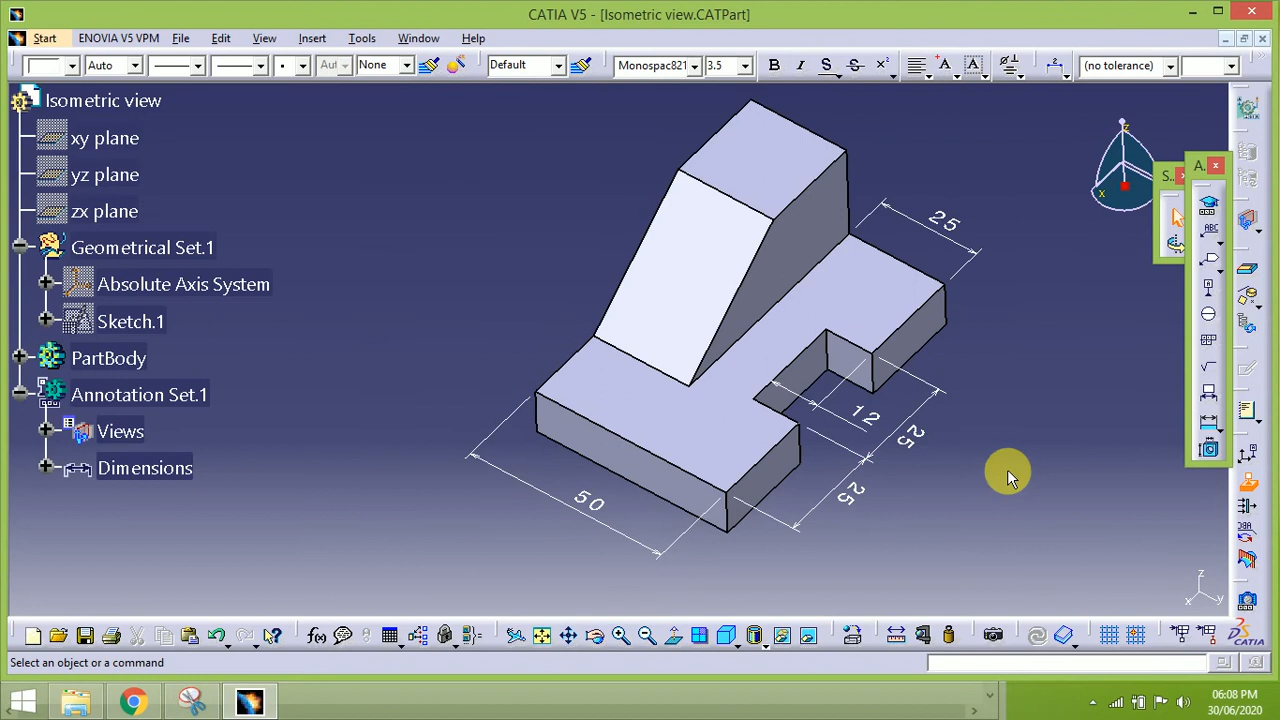 CATIA V5 - [Isometric view.CATPart]
Start ENOVIA V5 VPM File Edit View Insert Tools Window Help
Auto Aut None Default Monospac821 3.5 (no tolerance)
Isometric view
xy plane
yz plane
zx plane
Geometrical Set.1
Absolute Axis System
Sketch.1
PartBody
Annotation Set.1
Views
Dimensions
25
12
25
25
50
z
x
S..
A..
z
x
y
CATIA
Select an object or a command
06:08 PM
30/06/2020